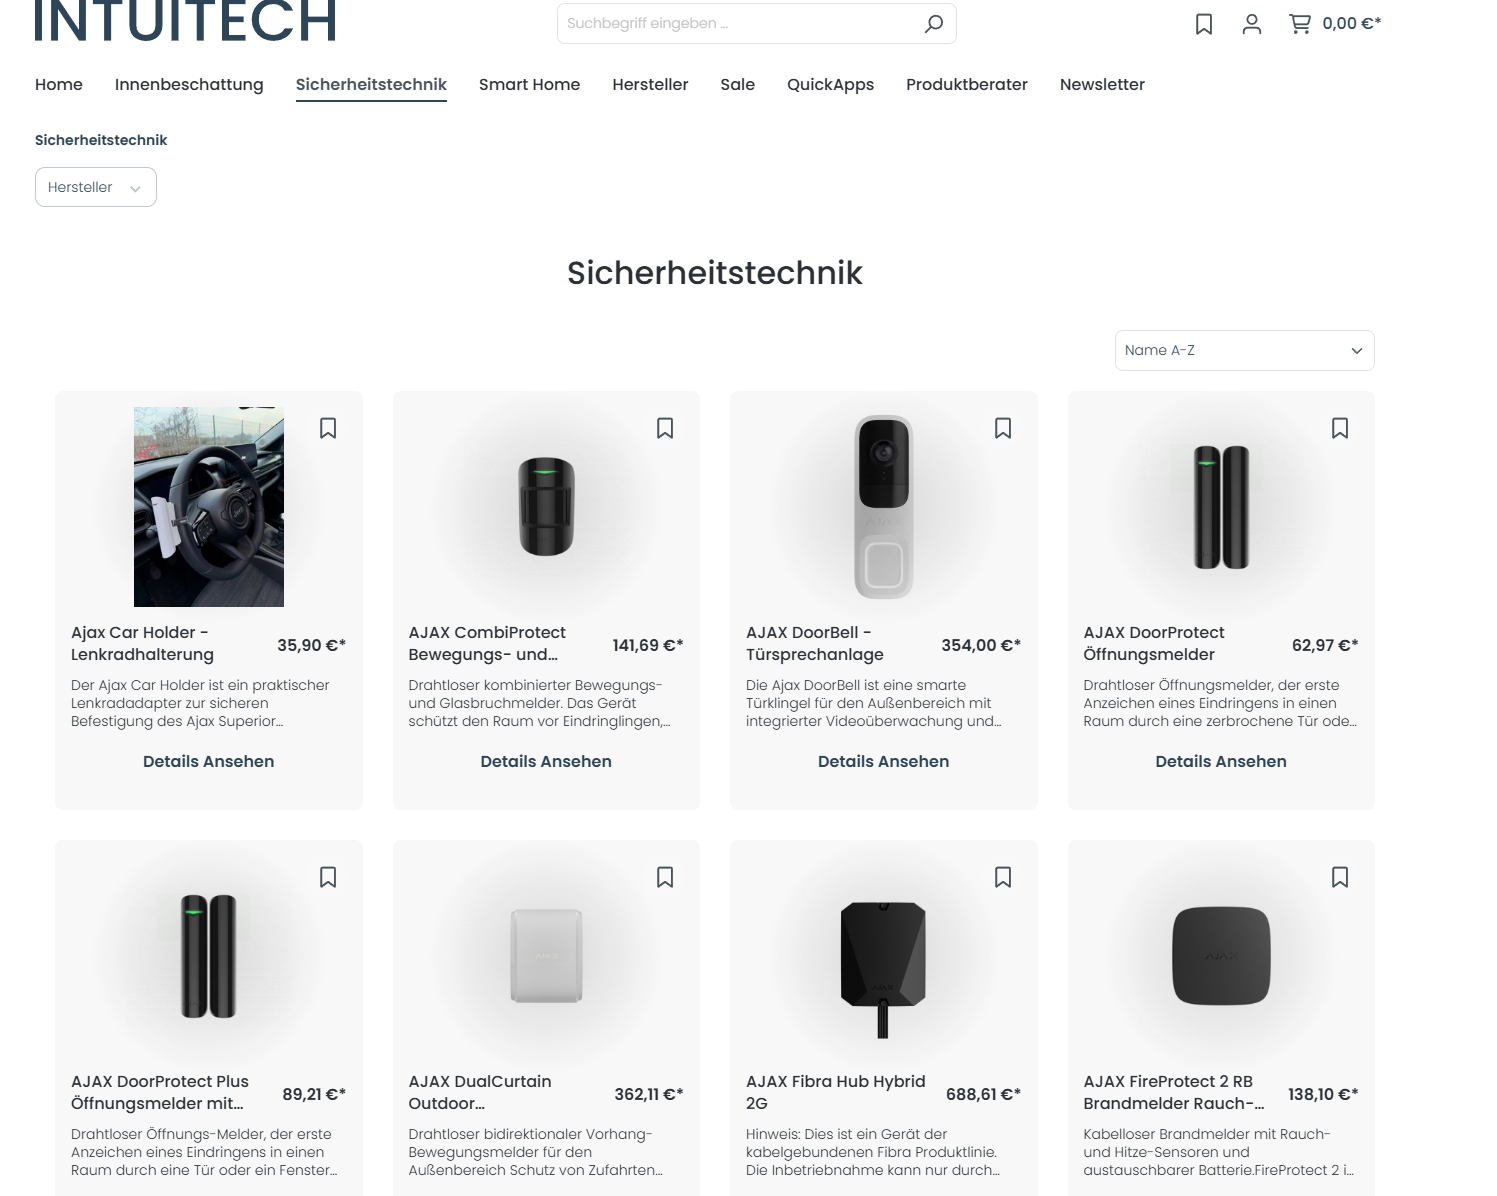 INTUITECH
Suchbegriff eingeben ...
0,00 €*
Home Innenbeschattung Sicherheitstechnik Smart Home Hersteller Sale QuickApps Produktberater Newsletter
Sicherheitstechnik
Hersteller
Sicherheitstechnik
Name A-Z
Ajax Car Holder -
Lenkradhalterung
35,90 €*
Der Ajax Car Holder ist ein praktischer
Lenkradadapter zur sicheren
Befestigung des Ajax Superior...
Details Ansehen
AJAX CombiProtect
Bewegungs- und...
141,69 €*
Drahtloser kombinierter Bewegungs-
und Glasbruchmelder. Das Gerät
schützt den Raum vor Eindringlingen,...
Details Ansehen
AJAX
AJAX DoorBell -
Türsprechanlage
354,00 €*
Die Ajax DoorBell ist eine smarte
Türklingel für den Außenbereich mit
integrierter Videoüberwachung und...
Details Ansehen
AJAX DoorProtect
Öffnungsmelder
62,97 €*
Drahtloser Öffnungsmelder, der erste
Anzeichen eines Eindringens in einen
Raum durch eine zerbrochene Tür ode...
Details Ansehen
AJAX DoorProtect Plus
Öffnungsmelder mit...
89,21 €*
Drahtloser Öffnungs-Melder, der erste
Anzeichen eines Eindringens in einen
Raum durch eine Tür oder ein Fenster...
AJAX
AJAX DualCurtain
Outdoor...
362,11 €*
Drahtloser bidirektionaler Vorhang-
Bewegungsmelder für den
Außenbereich Schutz von Zufahrten...
AJAX
AJAX Fibra Hub Hybrid
2G
688,61 €*
Hinweis: Dies ist ein Gerät der
kabelgebundenen Fibra Produktlinie.
Die Inbetriebnahme kann nur durch...
AJAX
AJAX FireProtect 2 RB
Brandmelder Rauch-...
138,10 €*
Kabelloser Brandmelder mit Rauch-
und Hitze-Sensoren und
austauschbarer Batterie.FireProtect 2 i...